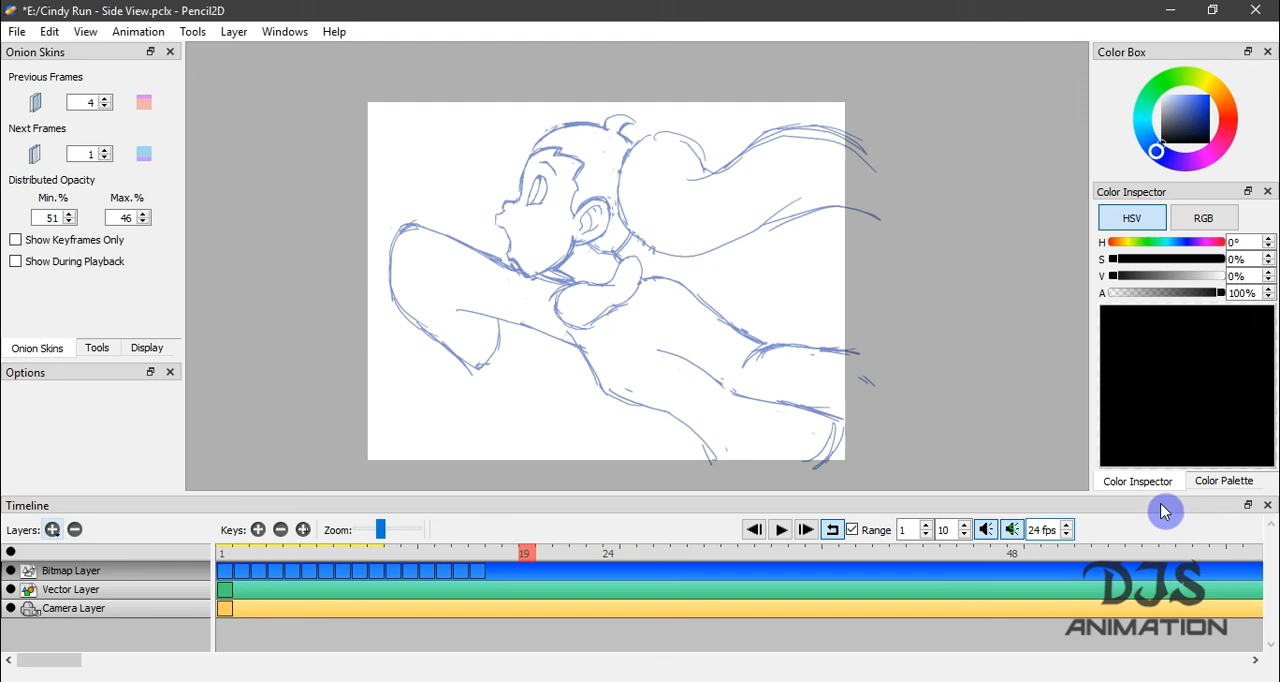 *E:/Cindy Run - Side View.pclx - Pencil2D
File Edit View Animation Tools Layer Windows Help
Onion Skins
Previous Frames
4
Next Frames
1
Distributed Opacity
Min.% Max.%
51 46
Show Keyframes Only
Show During Playback
Onion Skins Tools Display
Options
Color Box
Color Inspector
HSV RGB
H 0°
S 0%
V 0%
A 100%
Color Inspector Color Palette
Timeline
Layers: Keys: Zoom: Range 1 10 24 fps
1 19 24 48
Bitmap Layer
Vector Layer
Camera Layer
DJS
ANIMATION